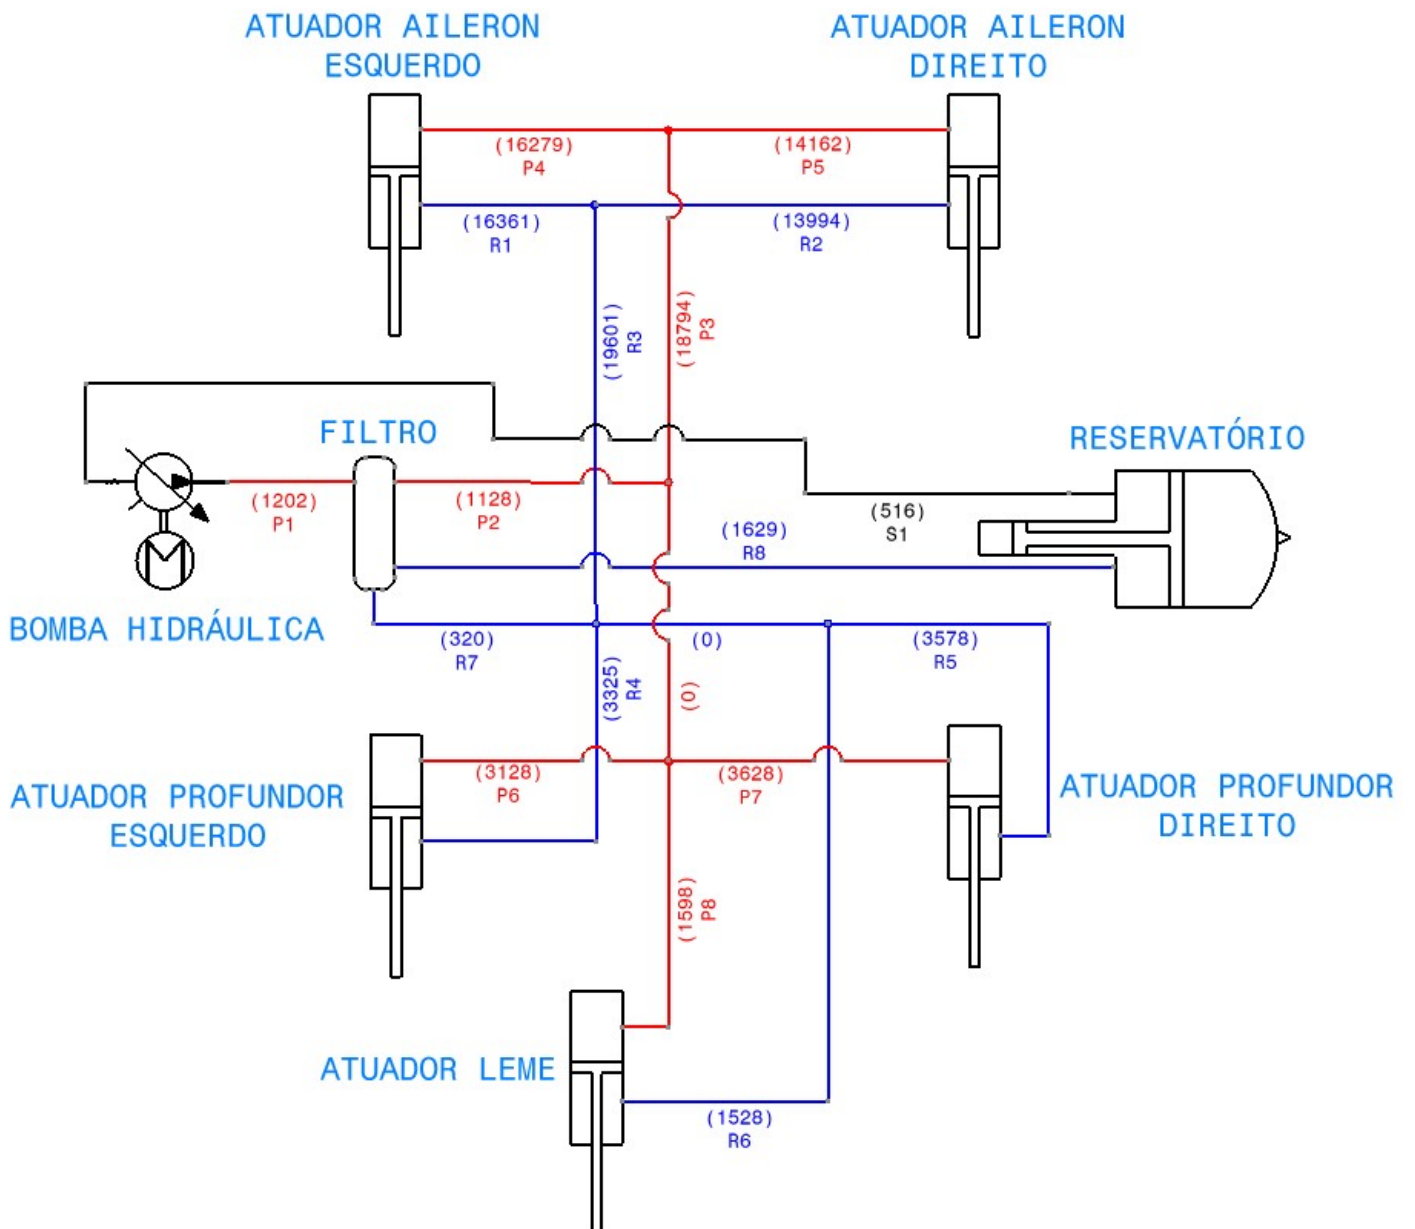 ATUADOR AILERON
ESQUERDO
ATUADOR AILERON
DIREITO
(16279)
P4
(14162)
P5
(16361)
R1
(13994)
R2
(19601)
R3
(18794)
P3
FILTRO
RESERVATÓRIO
(1202)
P1
(1128)
P2
(516)
S1
(1629)
R8
BOMBA HIDRÁULICA
(320)
R7
(0)
(3578)
R5
(3325)
R4
(0)
(3128)
P6
(3628)
P7
ATUADOR PROFUNDOR
ESQUERDO
ATUADOR PROFUNDOR
DIREITO
(1598)
P8
ATUADOR LEME
(1528)
R6